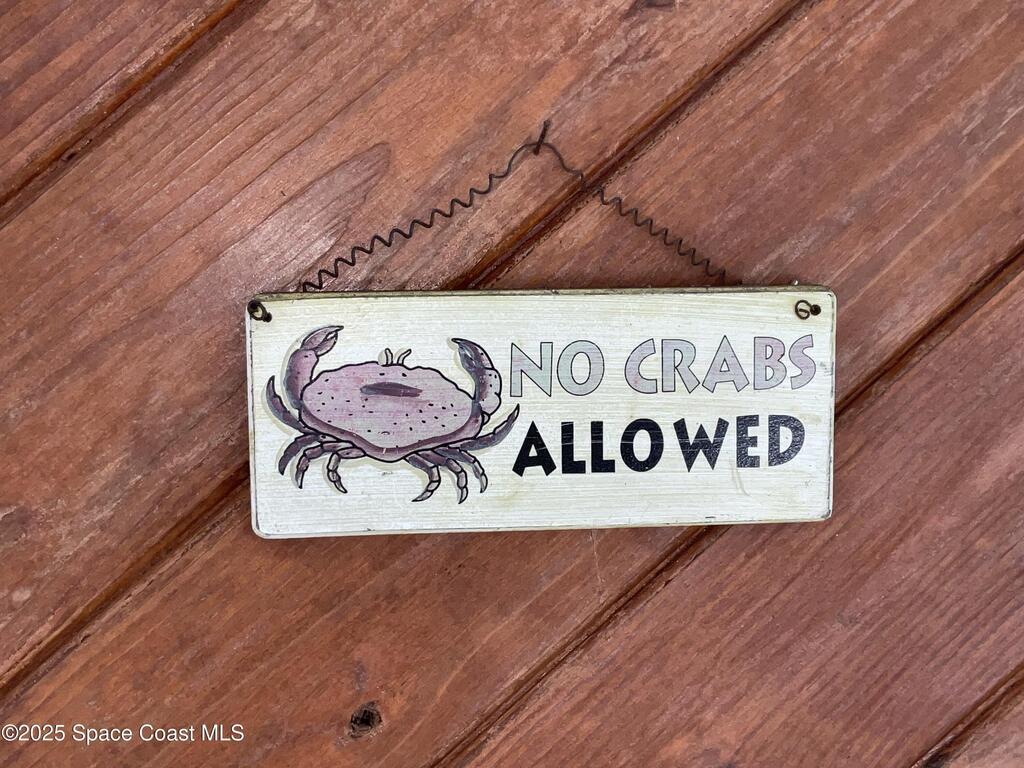 NO CRABS
ALLOWED
©2025 Space Coast MLS